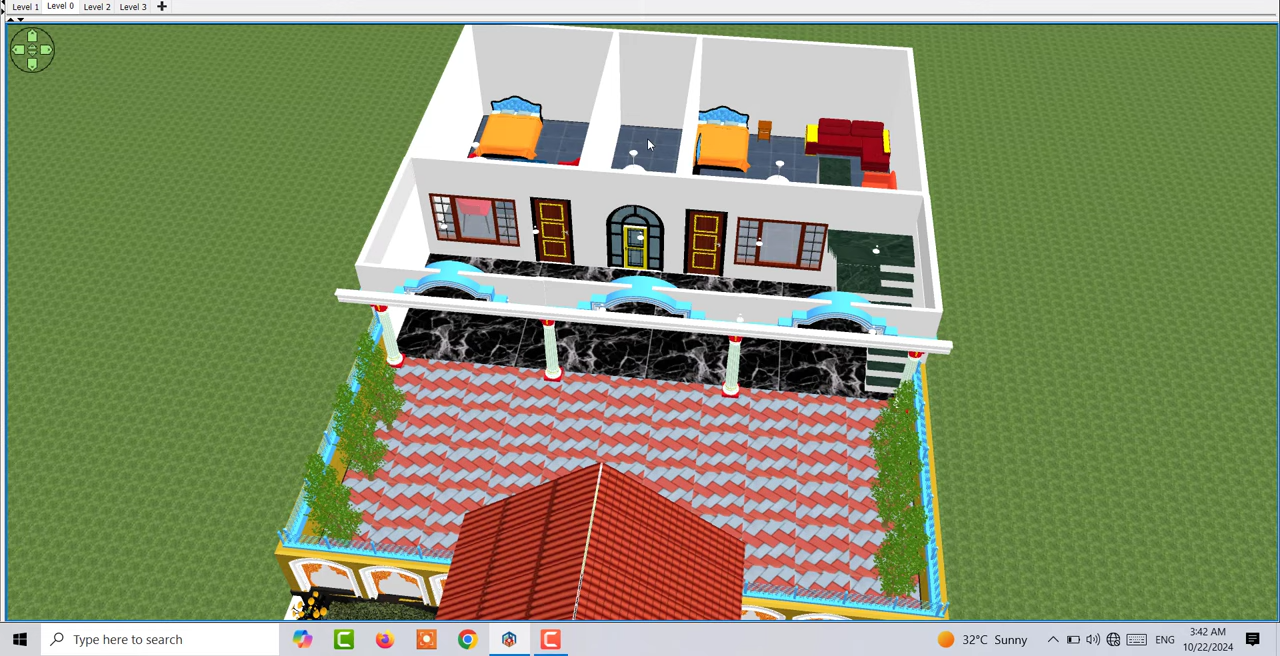 Level 1 Level 0 Level 2 Level 3
Type here to search
32°C Sunny
ENG
3:42 AM
10/22/2024